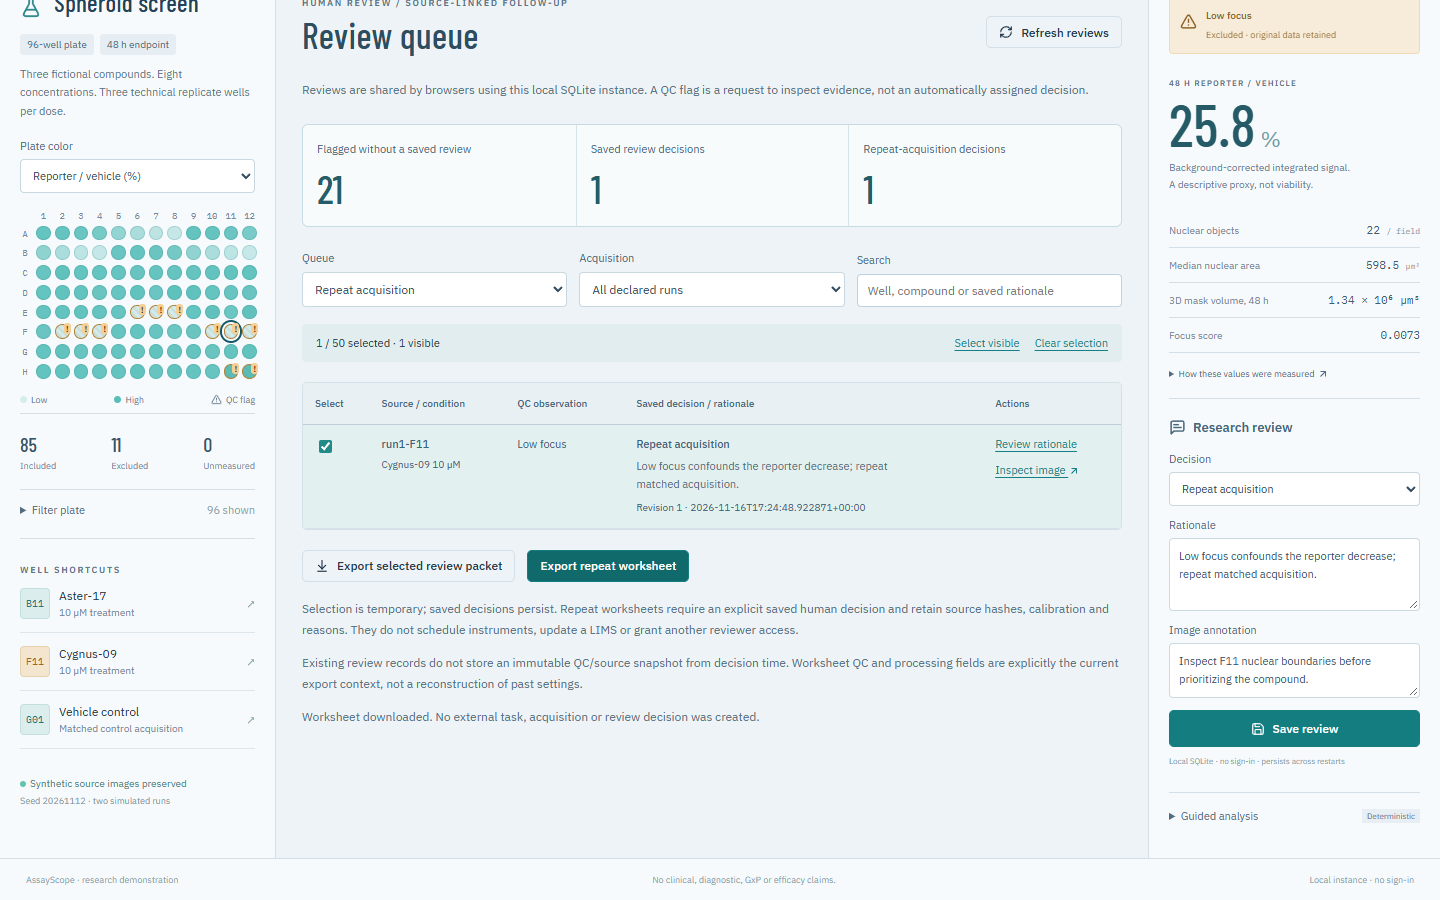 Spheroid screen
96-well plate
48 h endpoint
Three fictional compounds. Eight
concentrations. Three technical replicate wells
per dose.
Plate color
Reporter / vehicle (%)
1 2 3 4 5 6 7 8 9 10 11 12
A
B
C
D
E
F
G
H
Low
High
QC flag
85
Included
11
Excluded
0
Unmeasured
Filter plate
96 shown
WELL SHORTCUTS
B11
Aster-17
10 µM treatment
F11
Cygnus-09
10 µM treatment
G01
Vehicle control
Matched control acquisition
Synthetic source images preserved
Seed 20261112 · two simulated runs
HUMAN REVIEW / SOURCE-LINKED FOLLOW-UP
Review queue
Refresh reviews
Reviews are shared by browsers using this local SQLite instance. A QC flag is a request to inspect evidence, not an automatically assigned decision.
Flagged without a saved review
21
Saved review decisions
1
Repeat-acquisition decisions
1
Queue
Repeat acquisition
Acquisition
All declared runs
Search
Well, compound or saved rationale
1 / 50 selected · 1 visible
Select visible
Clear selection
Select
Source / condition
QC observation
Saved decision / rationale
Actions
run1-F11
Cygnus-09 10 µM
Low focus
Repeat acquisition
Low focus confounds the reporter decrease; repeat
matched acquisition.
Revision 1 · 2026-11-16T17:24:48.922871+00:00
Review rationale
Inspect image
Export selected review packet
Export repeat worksheet
Selection is temporary; saved decisions persist. Repeat worksheets require an explicit saved human decision and retain source hashes, calibration and
reasons. They do not schedule instruments, update a LIMS or grant another reviewer access.
Existing review records do not store an immutable QC/source snapshot from decision time. Worksheet QC and processing fields are explicitly the current
export context, not a reconstruction of past settings.
Worksheet downloaded. No external task, acquisition or review decision was created.
Low focus
Excluded · original data retained
48 H REPORTER / VEHICLE
25.8 %
Background-corrected integrated signal.
A descriptive proxy, not viability.
Nuclear objects
22 / field
Median nuclear area
598.5 µm²
3D mask volume, 48 h
1.34 × 10⁶ µm³
Focus score
0.0073
How these values were measured
Research review
Decision
Repeat acquisition
Rationale
Low focus confounds the reporter decrease;
repeat matched acquisition.
Image annotation
Inspect F11 nuclear boundaries before
prioritizing the compound.
Save review
Local SQLite · no sign-in · persists across restarts
Guided analysis
Deterministic
AssayScope · research demonstration
No clinical, diagnostic, GxP or efficacy claims.
Local instance · no sign-in